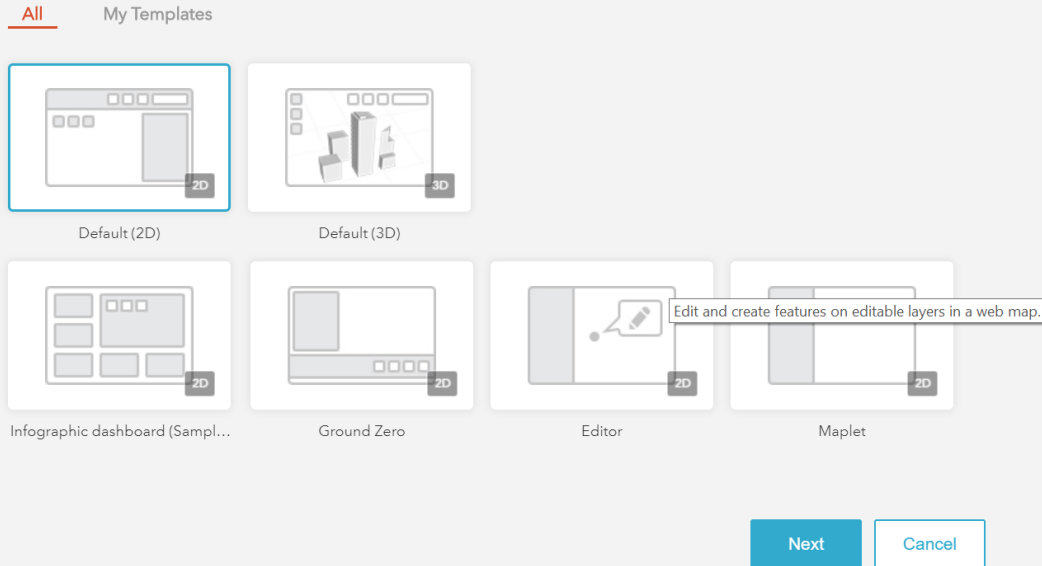 All My Templates
2D 3D
Default (2D) Default (3D)
Edit and create features on editable layers in a web map.
2D 2D 2D 2D
Infographic dashboard (Sampl... Ground Zero Editor Maplet
Next Cancel